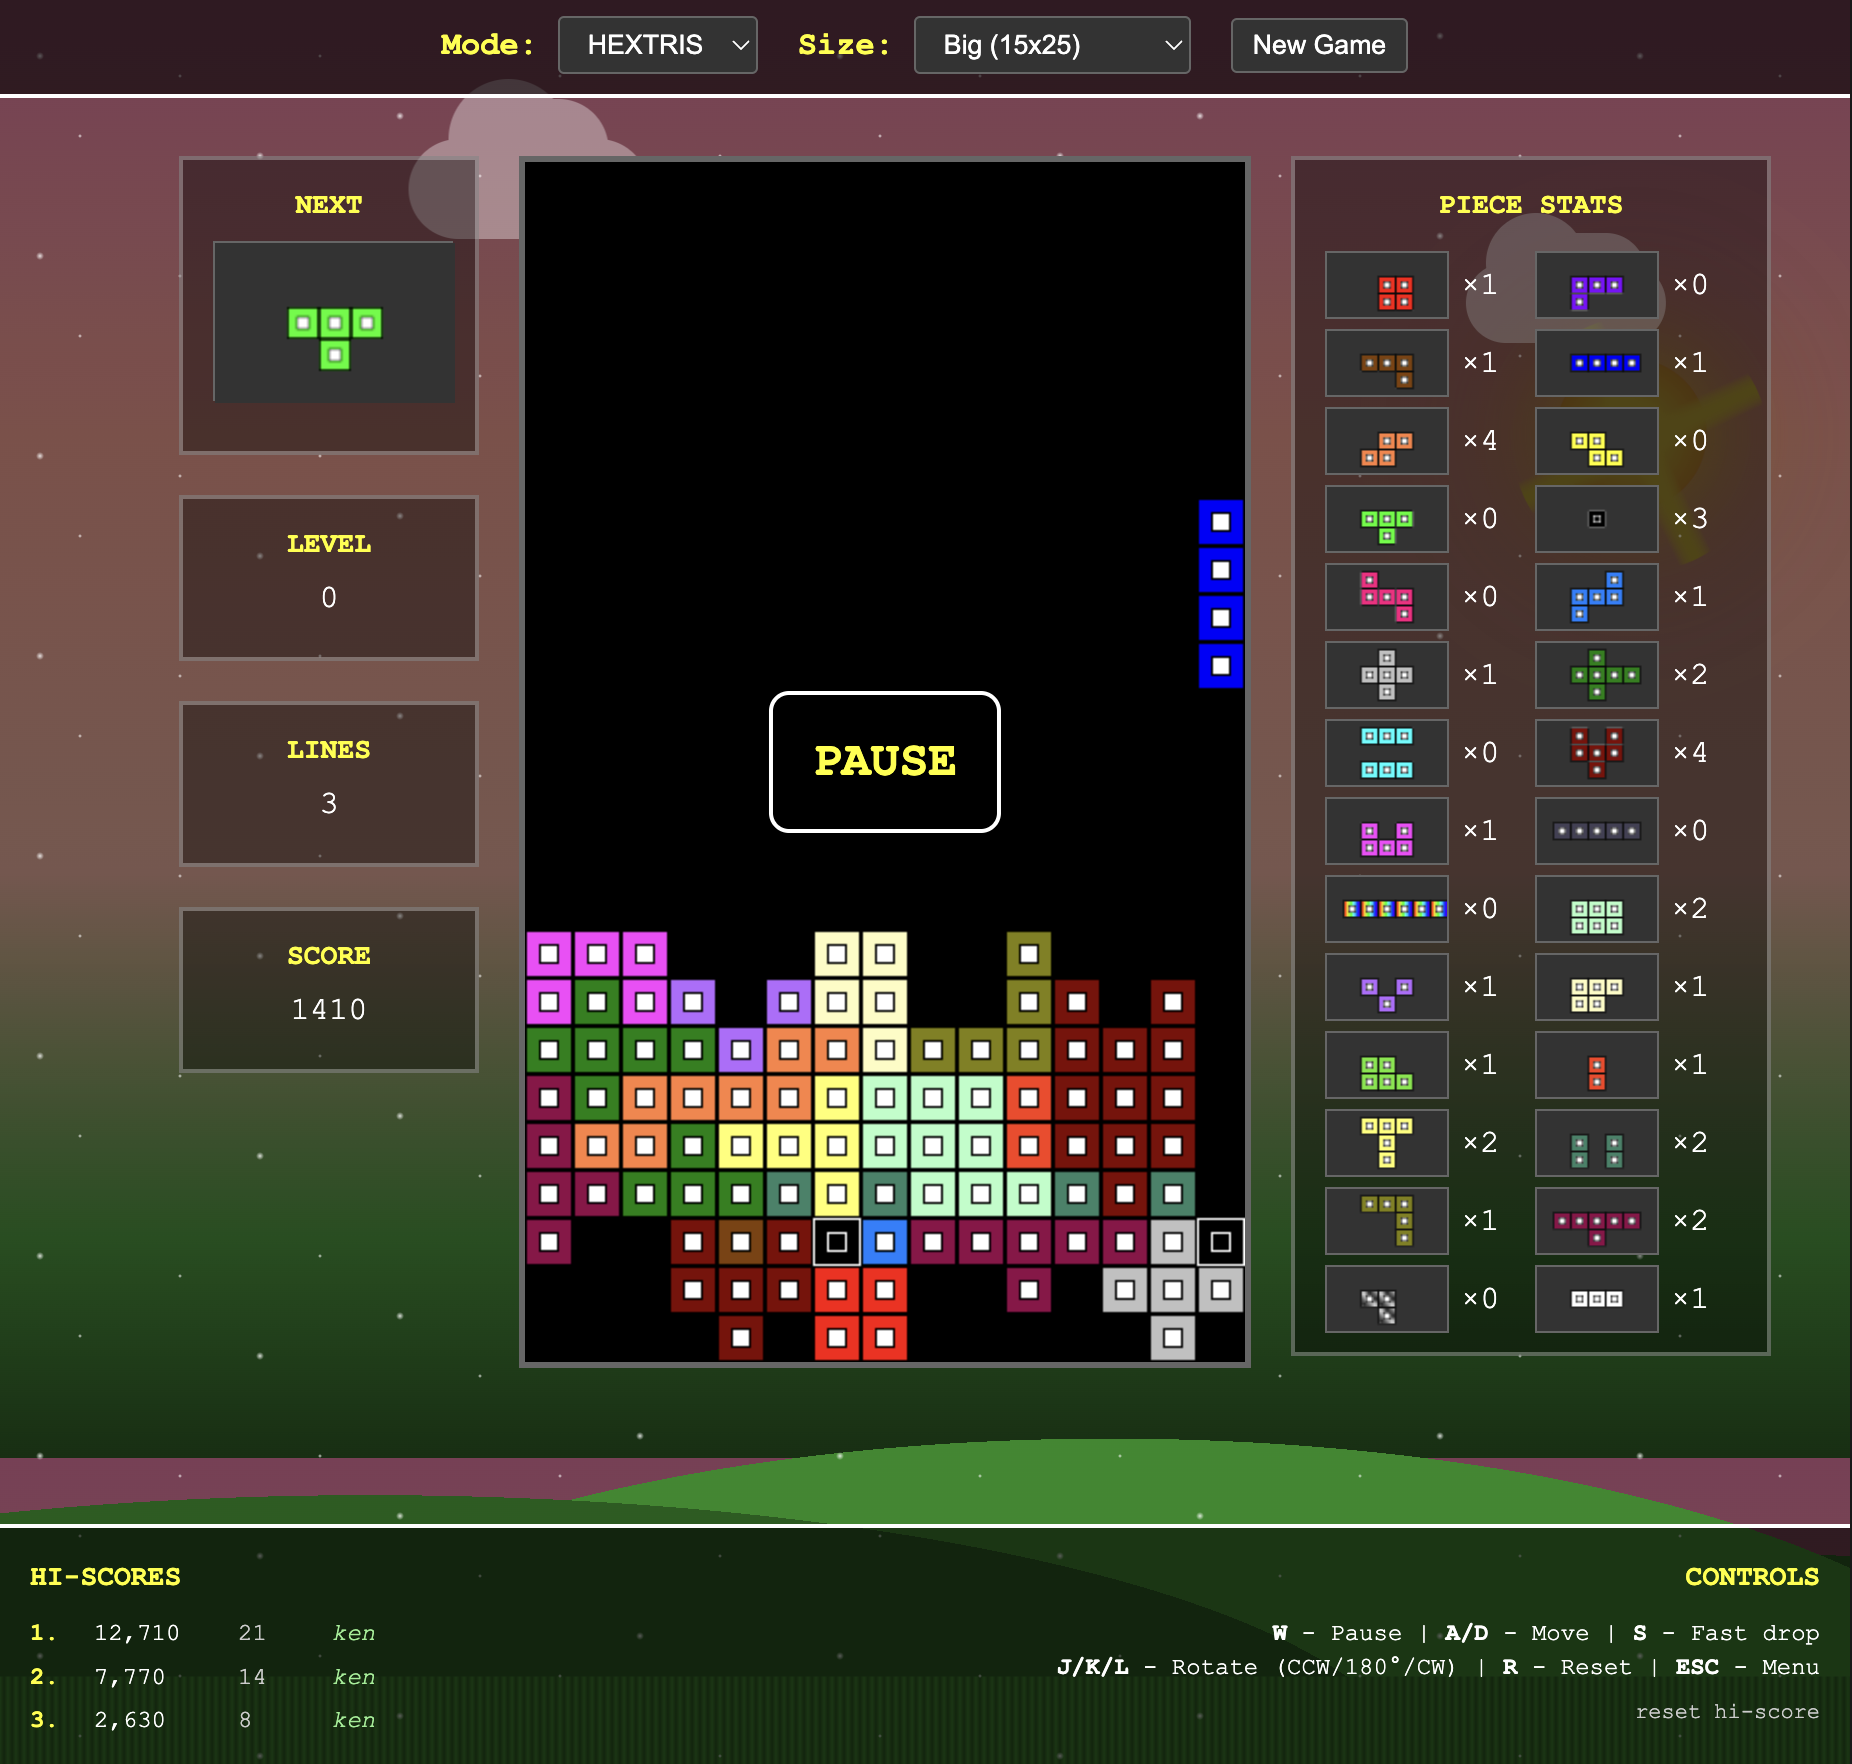 Mode: HEXTRIS Size: Big (15x25) New Game
NEXT
LEVEL
0
LINES
3
SCORE
1410
PAUSE
PIECE STATS
×1 ×0
×1 ×1
×4 ×0
×0 ×3
×0 ×1
×1 ×2
×0 ×4
×1 ×0
×0 ×2
×1 ×1
×1 ×1
×2 ×2
×1 ×2
×0 ×1
HI-SCORES
1. 12,710 21 ken
2. 7,770 14 ken
3. 2,630 8 ken
CONTROLS
W - Pause | A/D - Move | S - Fast drop
J/K/L - Rotate (CCW/180°/CW) | R - Reset | ESC - Menu
reset hi-score